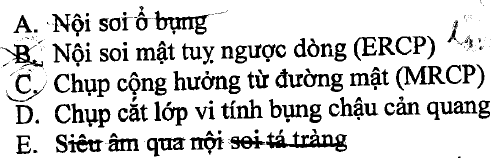 A. Nội soi ổ bụng
B. Nội soi mật tuỵ ngược dòng (ERCP)
C. Chụp cộng hưởng từ đường mật (MRCP)
D. Chụp cắt lớp vi tính bụng chậu cản quang
E. Siêu âm qua nội soi tá tràng